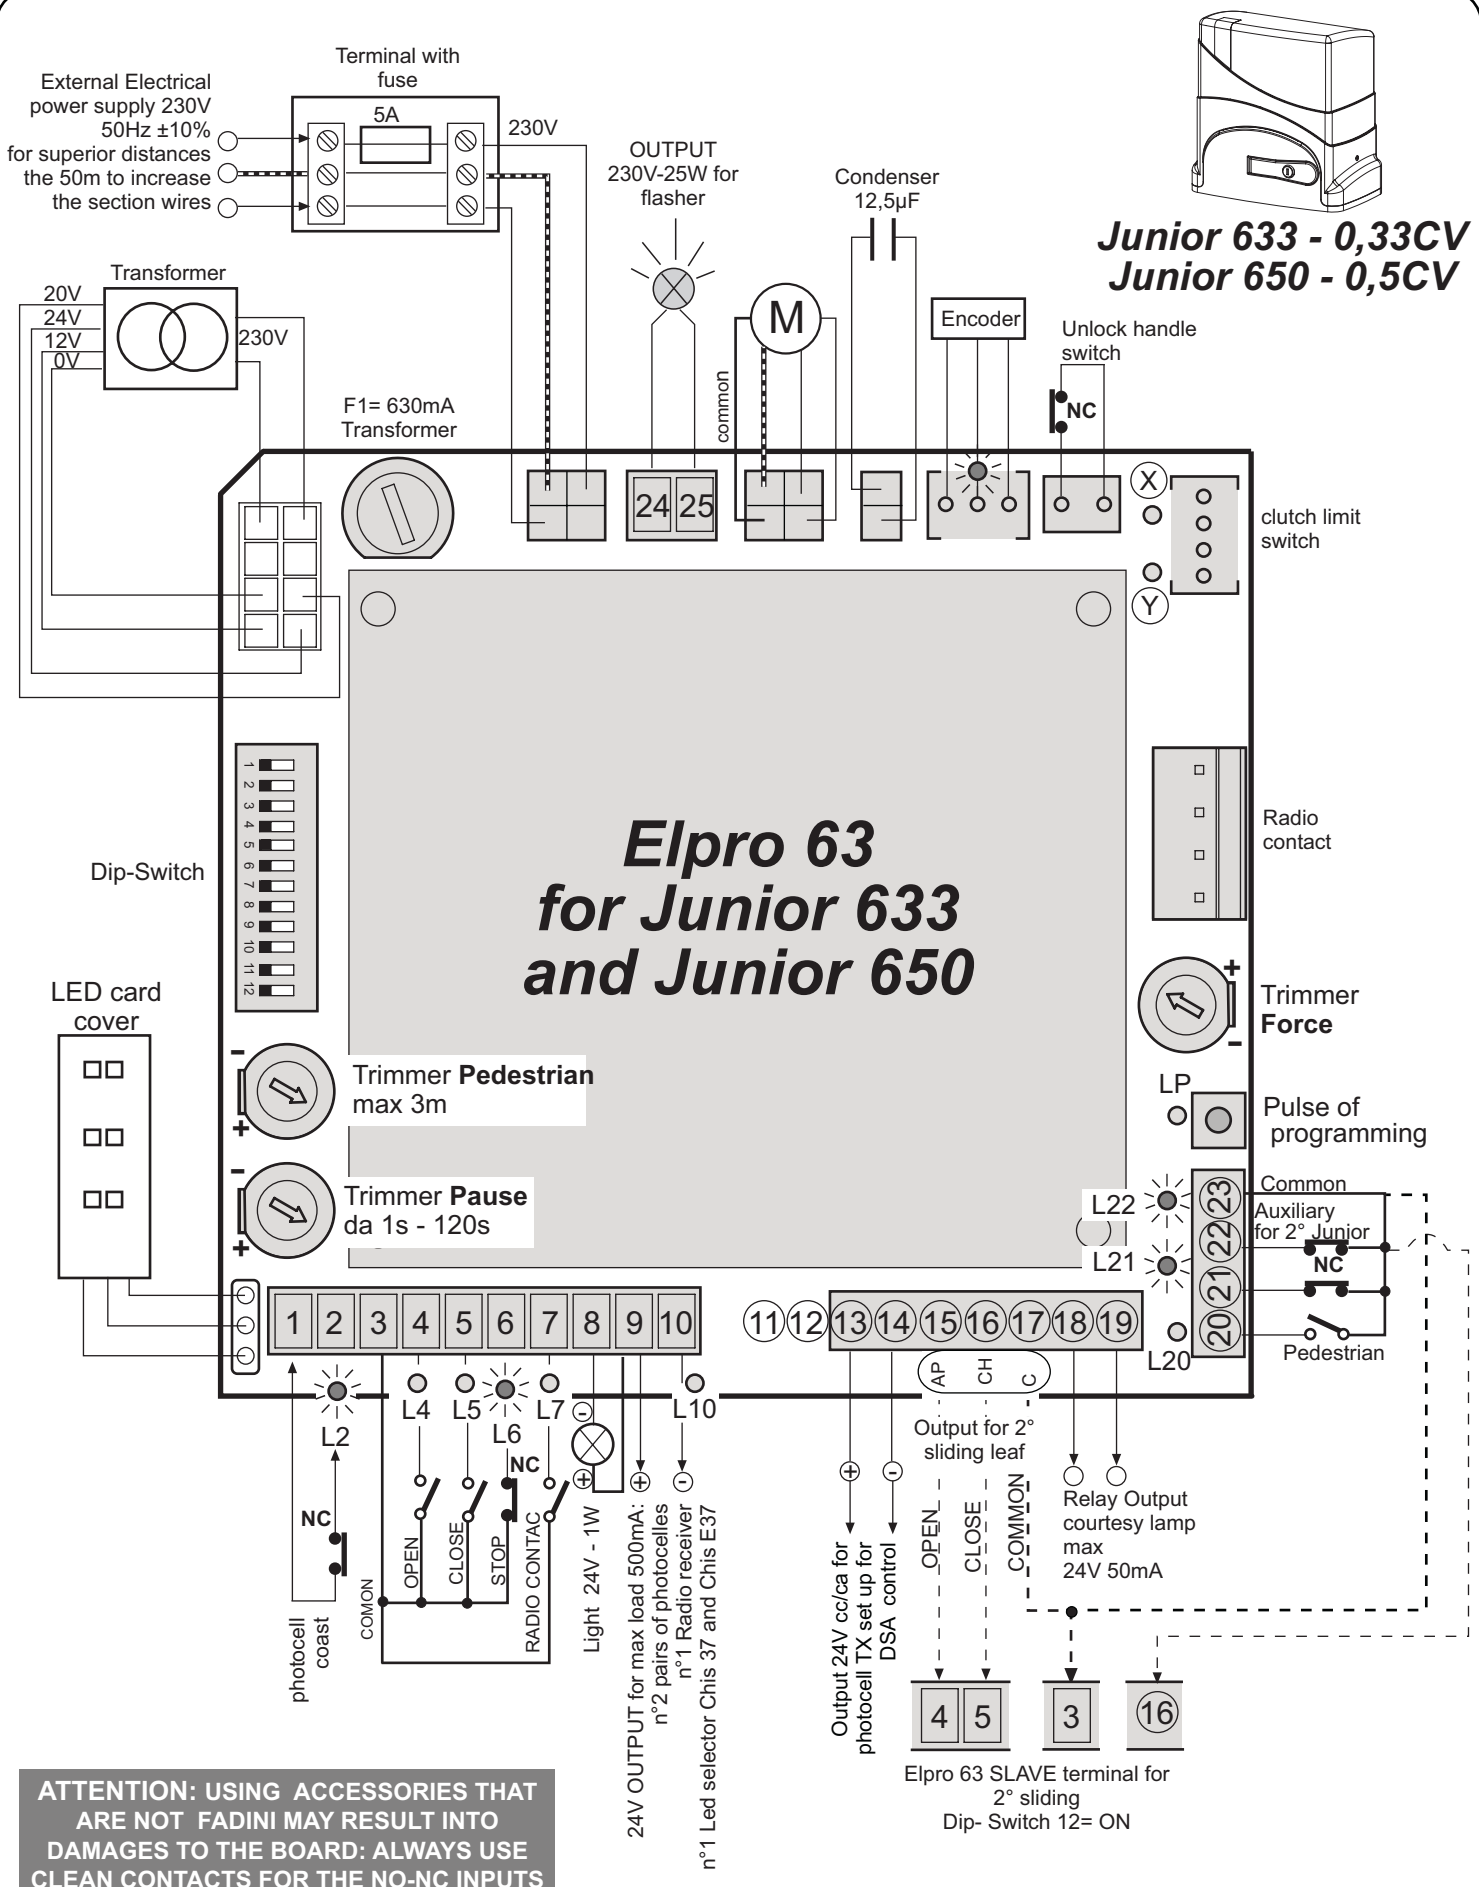 External Electrical
power supply 230V
50Hz ±10%
for superior distances
the 50m to increase
the section wires
Terminal with
fuse
5A
230V
OUTPUT
230V-25W for
flasher
Condenser
12,5µF
Junior 633 - 0,33CV
Junior 650 - 0,5CV
Transformer
20V
24V
12V
0V
230V
F1= 630mA
Transformer
common
M
Encoder
Unlock handle
switch
NC
24 25
X
Y
clutch limit
switch
1
2
3
4
5
6
7
8
9
10
11
12
Dip-Switch
Elpro 63
for Junior 633
and Junior 650
Radio
contact
LED card
cover
+
-
Trimmer
Force
-
+
Trimmer Pedestrian
max 3m
LP
Pulse of
programming
-
+
Trimmer Pause
da 1s - 120s
L22
L21
L20
23
22
21
20
Common
Auxiliary
for 2° Junior
NC
Pedestrian
1 2 3 4 5 6 7 8 9 10
11 12 13 14 15 16 17 18 19
AP
CH
C
L2
L4
L5
L6
L7
L10
NC
NC
photocell
coast
COMON
OPEN
CLOSE
STOP
RADIO CONTAC
-
+
Light 24V - 1W
+
-
24V OUTPUT for max load 500mA:
n°2 pairs of photocelles
n°1 Radio receiver
n°1 Led selector Chis 37 and Chis E37
+
-
Output 24V cc/ca for
photocell TX set up for
DSA control
Output for 2°
sliding leaf
OPEN
CLOSE
COMMON
Relay Output
courtesy lamp
max
24V 50mA
4 5
3
16
Elpro 63 SLAVE terminal for
2° sliding
Dip- Switch 12= ON
ATTENTION: USING ACCESSORIES THAT
ARE NOT FADINI MAY RESULT INTO
DAMAGES TO THE BOARD: ALWAYS USE
CLEAN CONTACTS FOR THE NO-NC INPUTS